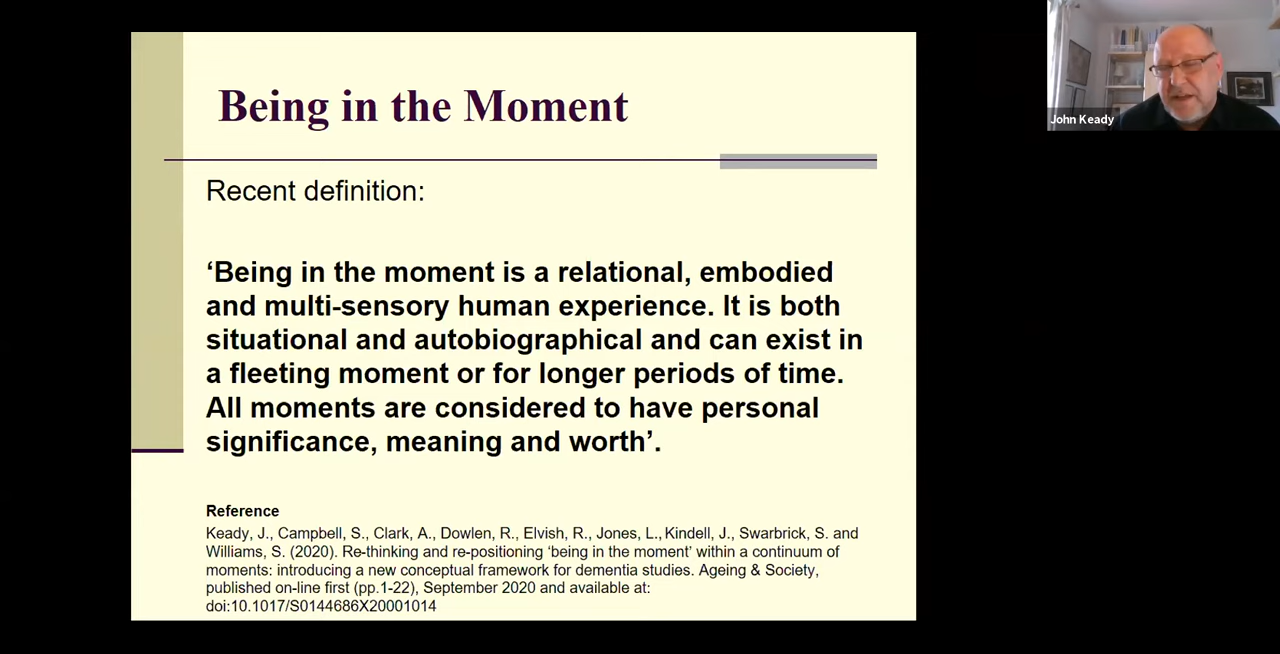 Being in the Moment
Recent definition:
‘Being in the moment is a relational, embodied
and multi-sensory human experience. It is both
situational and autobiographical and can exist in
a fleeting moment or for longer periods of time.
All moments are considered to have personal
significance, meaning and worth’.
Reference
Keady, J., Campbell, S., Clark, A., Dowlen, R., Elvish, R., Jones, L., Kindell, J., Swarbrick, S. and
Williams, S. (2020). Re-thinking and re-positioning ‘being in the moment’ within a continuum of
moments: introducing a new conceptual framework for dementia studies. Ageing & Society,
published on-line first (pp.1-22), September 2020 and available at:
doi:10.1017/S0144686X20001014
John Keady